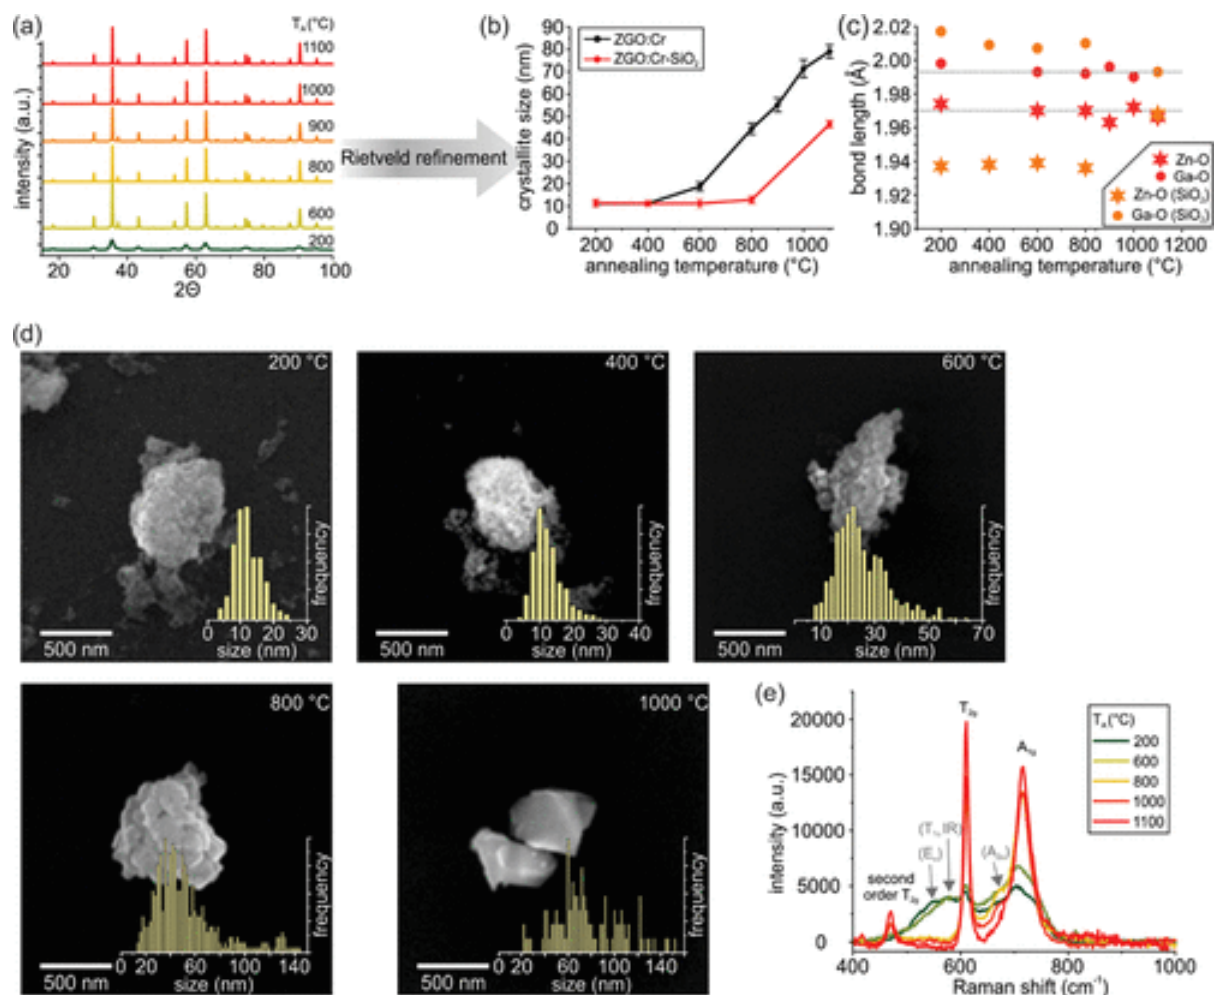 (a)
T_A(°C)
1100
1000
900
800
600
200
intensity (a.u.)
20 40 60 80 100
2Θ
Rietveld refinement
(b)
ZGO:Cr
ZGO:Cr-SiO₂
crystallite size (nm)
90
80
70
60
50
40
30
20
10
200 400 600 800 1000
annealing temperature (°C)
(c)
bond length (Å)
2.02
2.00
1.98
1.96
1.94
1.92
1.90
Zn-O
Ga-O
Zn-O (SiO₂)
Ga-O (SiO₂)
200 400 600 800 1000 1200
annealing temperature (°C)
(d)
200 °C
frequency
0 10 20 30
size (nm)
500 nm
400 °C
frequency
0 10 20 30 40
size (nm)
500 nm
600 °C
frequency
10 30 50 70
size (nm)
500 nm
800 °C
frequency
0 20 60 100 140
size (nm)
500 nm
1000 °C
frequency
0 20 60 100 140
size (nm)
500 nm
(e)
intensity (a.u.)
20000
15000
10000
5000
0
T₂g
A₁g
(T₁ᵤ IR)
(Eᵤ)
second
order T₂g
T_A(°C)
200
600
800
1000
1100
400 600 800 1000
Raman shift (cm⁻¹)